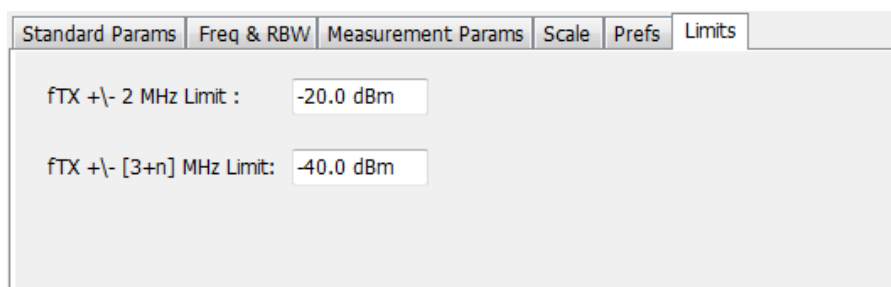 Standard Params Freq & RBW Measurement Params Scale Prefs Limits
fTX +\- 2 MHz Limit : -20.0 dBm
fTX +\- [3+n] MHz Limit: -40.0 dBm